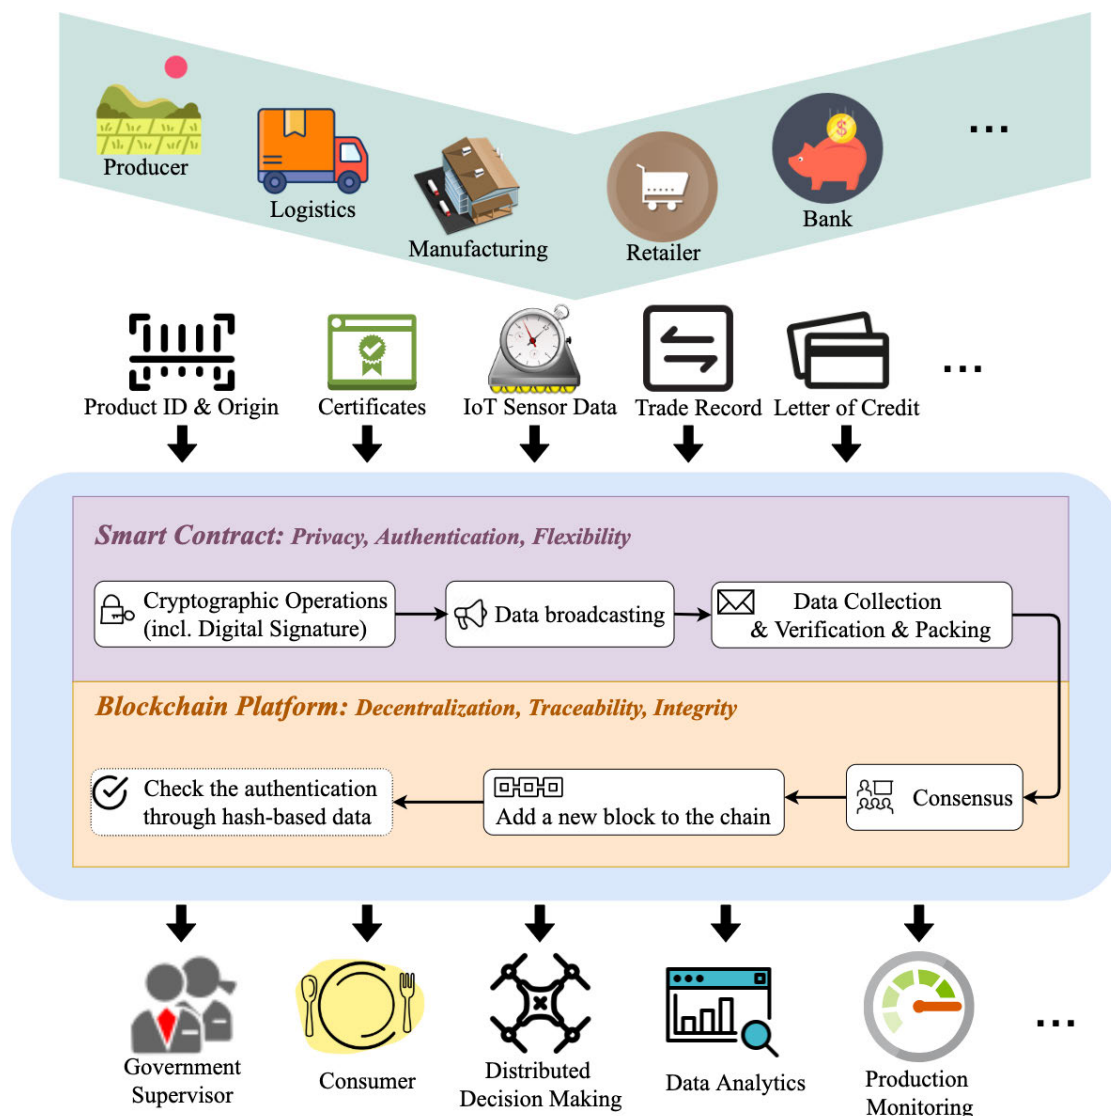 Producer
Logistics
Manufacturing
Retailer
$
Bank
...
Product ID & Origin
Certificates
IoT Sensor Data
Trade Record
Letter of Credit
...
Smart Contract: Privacy, Authentication, Flexibility
Cryptographic Operations
(incl. Digital Signature)
Data broadcasting
Data Collection
& Verification & Packing
Blockchain Platform: Decentralization, Traceability, Integrity
Check the authentication
through hash-based data
Add a new block to the chain
Consensus
Government
Supervisor
Consumer
Distributed
Decision Making
Data Analytics
Production
Monitoring
...